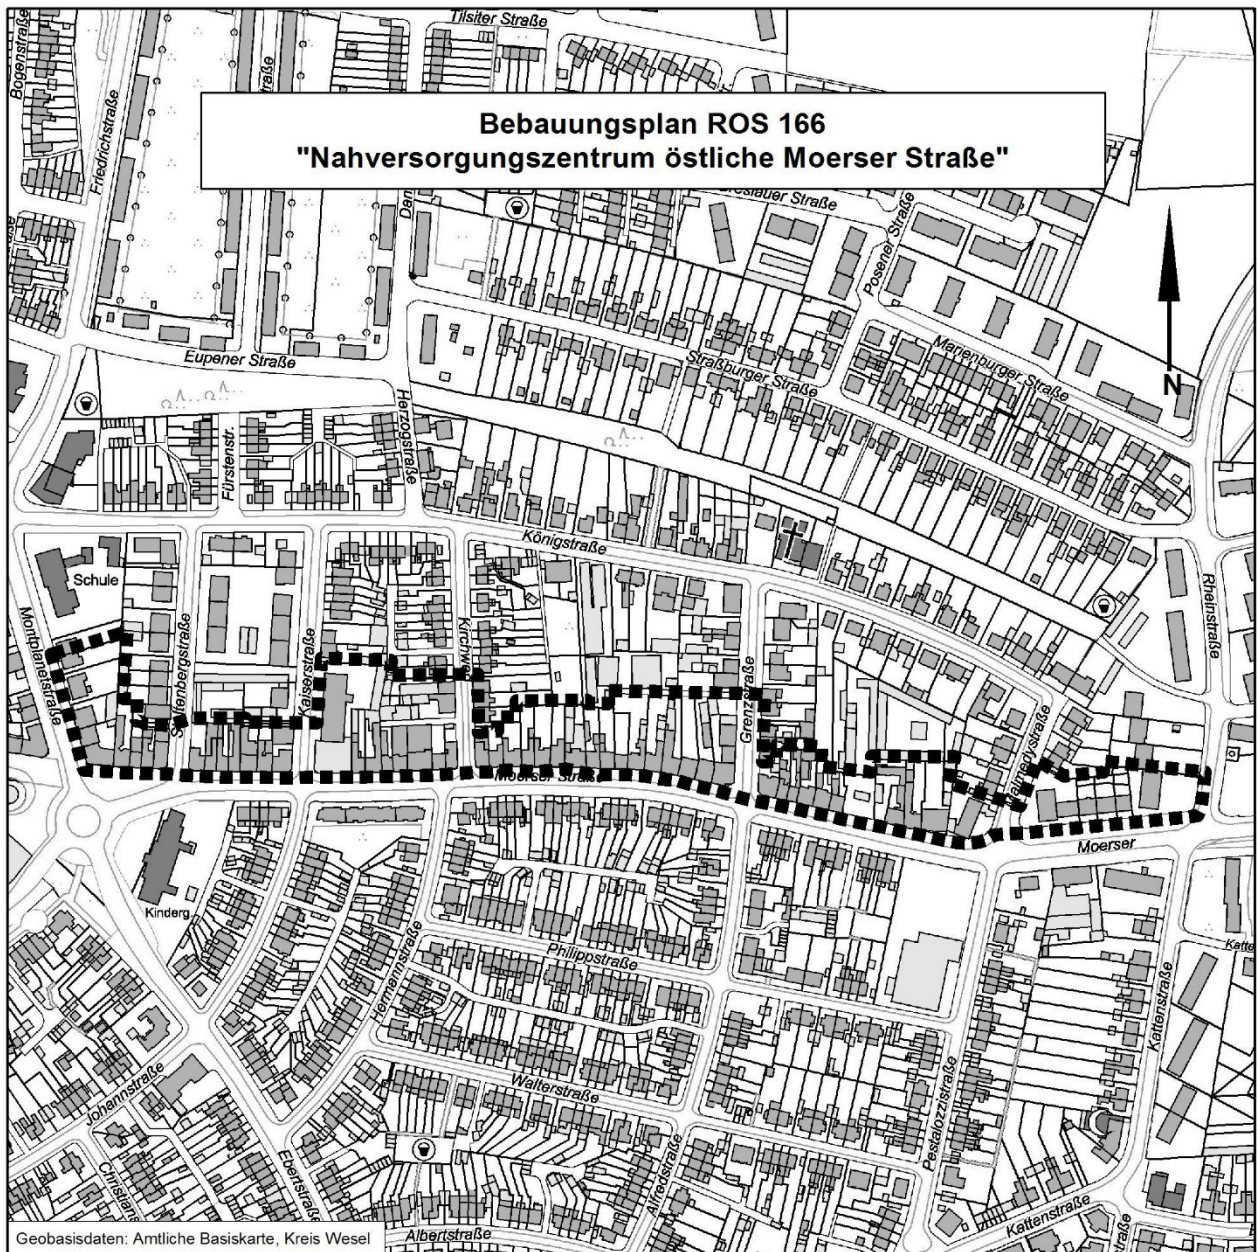 Tilsiter Straße
Bogenstraße
Friedrichstraße
Bebauungsplan ROS 166
"Nahversorgungszentrum östliche Moerser Straße"
Posener Straße
Eupener Straße
Straßburger Straße
Marienburger Straße
N
Herzogstraße
Fürstenstr.
Königstraße
Schule
Rheinstraße
Montplanetstraße
Kaiserstraße
Grenzstraße
Moerser Straße
Moerser
Kinderg.
Philippstraße
Hermannstraße
Kattenstraße
Walterstraße
Johannstraße
Pestalozzistraße
Ebertstraße
Alfredstraße
Kattenstraße
Albertstraße
Geobasisdaten: Amtliche Basiskarte, Kreis Wesel